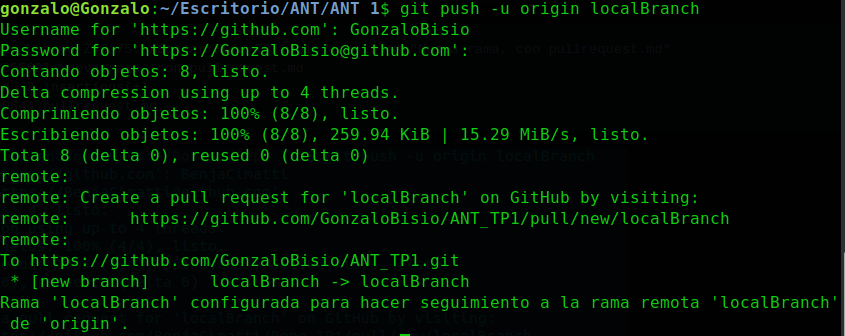 gonzalo@Gonzalo:~/Escritorio/ANT/ANT 1$ git push -u origin localBranch
Username for 'https://github.com': GonzaloBisio
Password for 'https://GonzaloBisio@github.com':
Contando objetos: 8, listo.
Delta compression using up to 4 threads.
Comprimiendo objetos: 100% (8/8), listo.
Escribiendo objetos: 100% (8/8), 259.94 KiB | 15.29 MiB/s, listo.
Total 8 (delta 0), reused 0 (delta 0)
remote:
remote: Create a pull request for 'localBranch' on GitHub by visiting:
remote:      https://github.com/GonzaloBisio/ANT_TP1/pull/new/localBranch
remote:
To https://github.com/GonzaloBisio/ANT_TP1.git
 * [new branch]      localBranch -> localBranch
Rama 'localBranch' configurada para hacer seguimiento a la rama remota 'localBranch'
 de 'origin'.